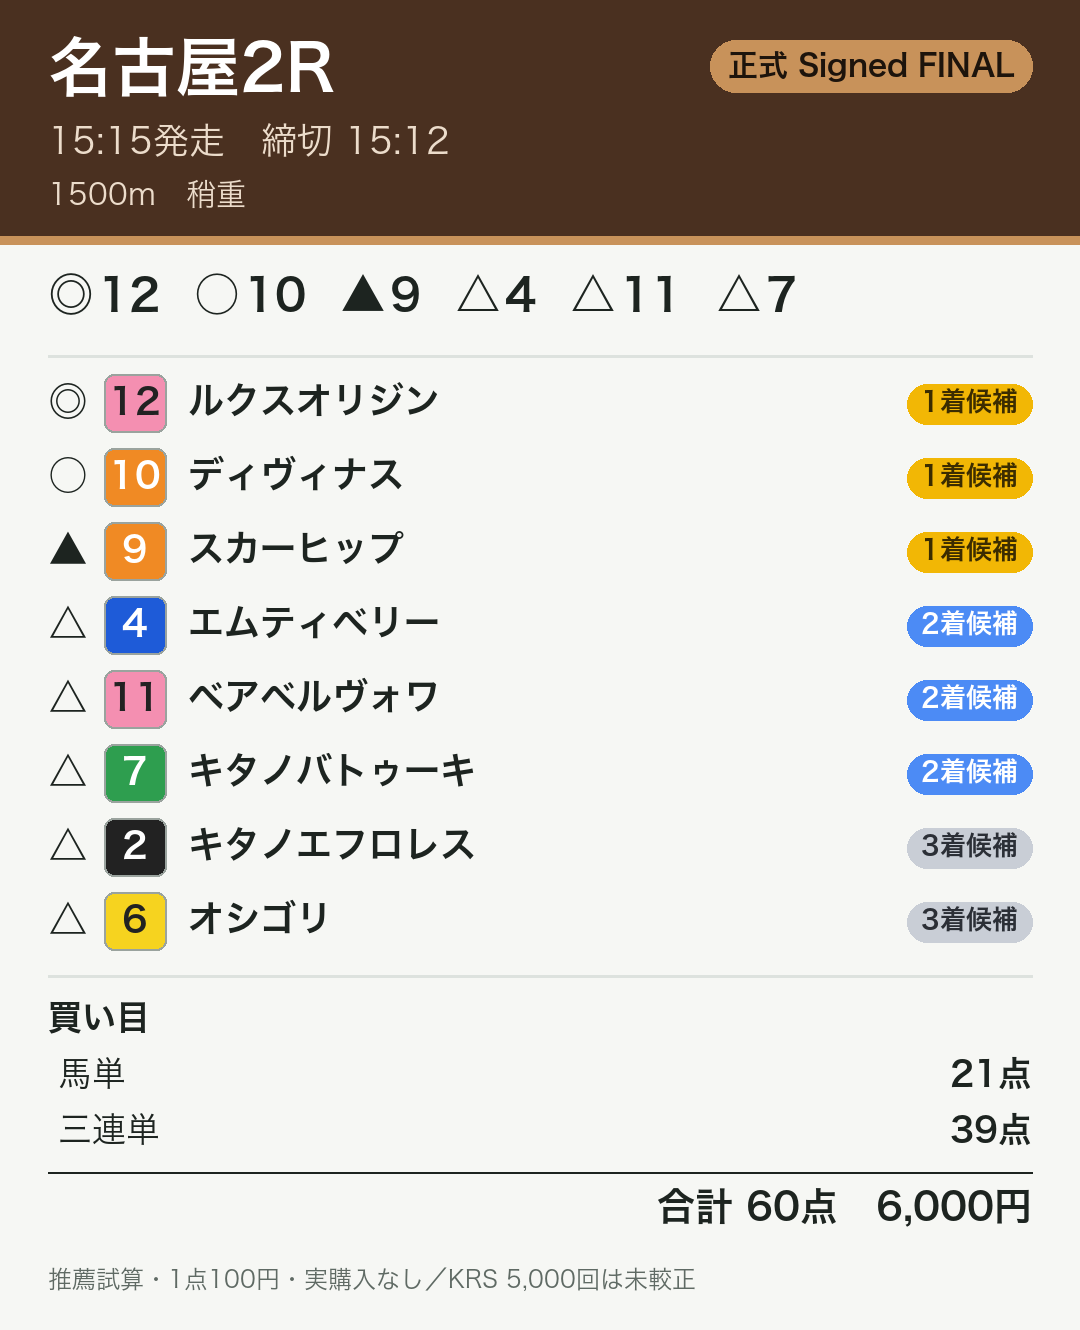 名古屋2R 正式 Signed FINAL
15:15発走　締切 15:12
1500m　稍重
◎12 ○10 ▲9 △4 △11 △7
◎ 12 ルクスオリジン 1着候補
○ 10 ディヴィナス 1着候補
▲ 9 スカーヒップ 1着候補
△ 4 エムティベリー 2着候補
△ 11 ベアベルヴォワ 2着候補
△ 7 キタノバトゥーキ 2着候補
△ 2 キタノエフロレス 3着候補
△ 6 オシゴリ 3着候補
買い目
馬単 21点
三連単 39点
合計 60点　6,000円
推薦試算・1点100円・実購入なし／KRS 5,000回は未較正